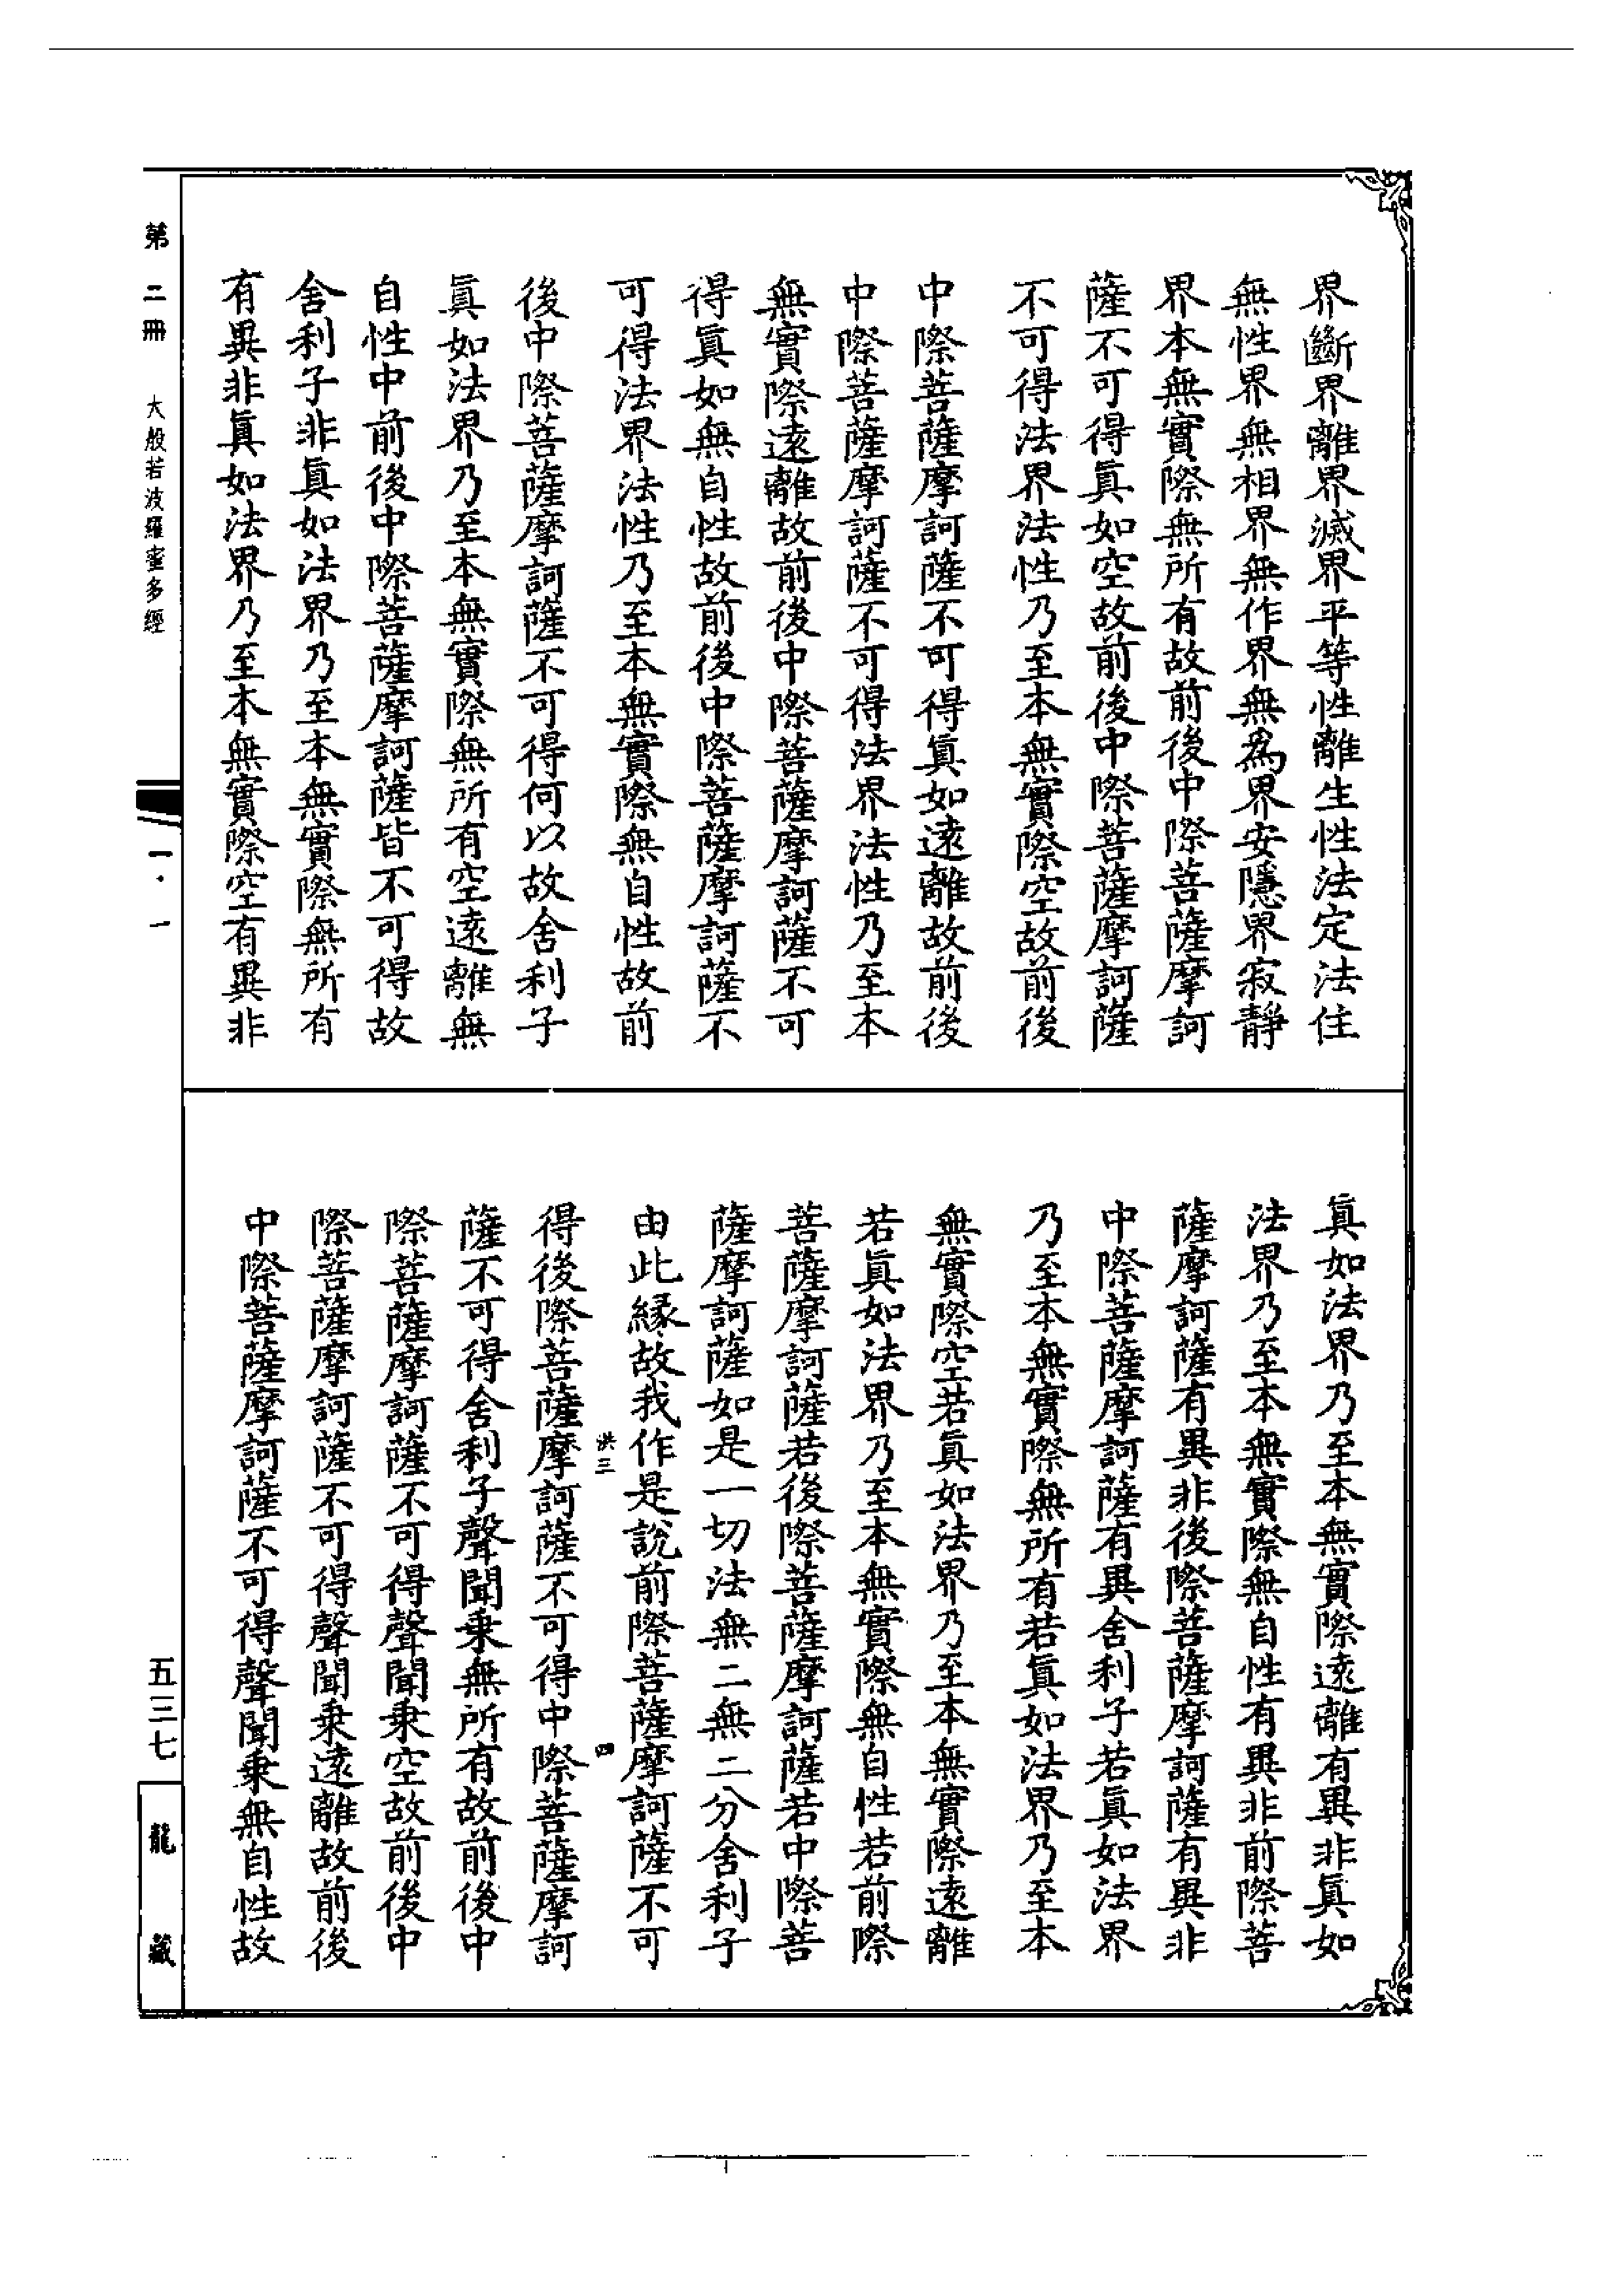 界斷界離界滅界平等性離生性法定法住
無性界無相界無作界無為界安隱界寂靜
界本無實際無所有故前後中際菩薩摩訶
薩不可得真如空故前後中際菩薩摩訶薩
不可得法界法性乃至本無實際空故前後
中際菩薩摩訶薩不可得真如遠離故前後
中際菩薩摩訶薩不可得法界法性乃至本
無實際遠離故前後中際菩薩摩訶薩不可
得真如無自性故前後中際菩薩摩訶薩不
可得法界法性乃至本無實際無自性故前
後中際菩薩摩訶薩不可得何以故舍利子
真如法界乃至本無實際無所有空遠離無
自性中前後中際菩薩摩訶薩皆不可得故
舍利子非真如法界乃至本無實際無所有
有異非真如法界乃至本無實際空有異非
真如法界乃至本無實際遠離有異非真如
法界乃至本無實際無自性有異非前際菩
薩摩訶薩有異非後際菩薩摩訶薩有異非
中際菩薩摩訶薩有異舍利子若真如法界
乃至本無實際無所有若真如法界乃至本
無實際空若真如法界乃至本無實際遠離
若真如法界乃至本無實際無自性若前際
菩薩摩訶薩若後際菩薩摩訶薩若中際菩
薩摩訶薩如是一切法無二無二分舍利子
由此緣故我作是說前際菩薩摩訶薩不可
洪三
四
得後際菩薩摩訶薩不可得中際菩薩摩訶
薩不可得舍利子聲聞乘無所有故前後中
際菩薩摩訶薩不可得聲聞乘空故前後中
際菩薩摩訶薩不可得聲聞乘遠離故前後
中際菩薩摩訶薩不可得聲聞乘無自性故
第二冊
大般若波羅蜜多經
一·一
五三七
龍藏